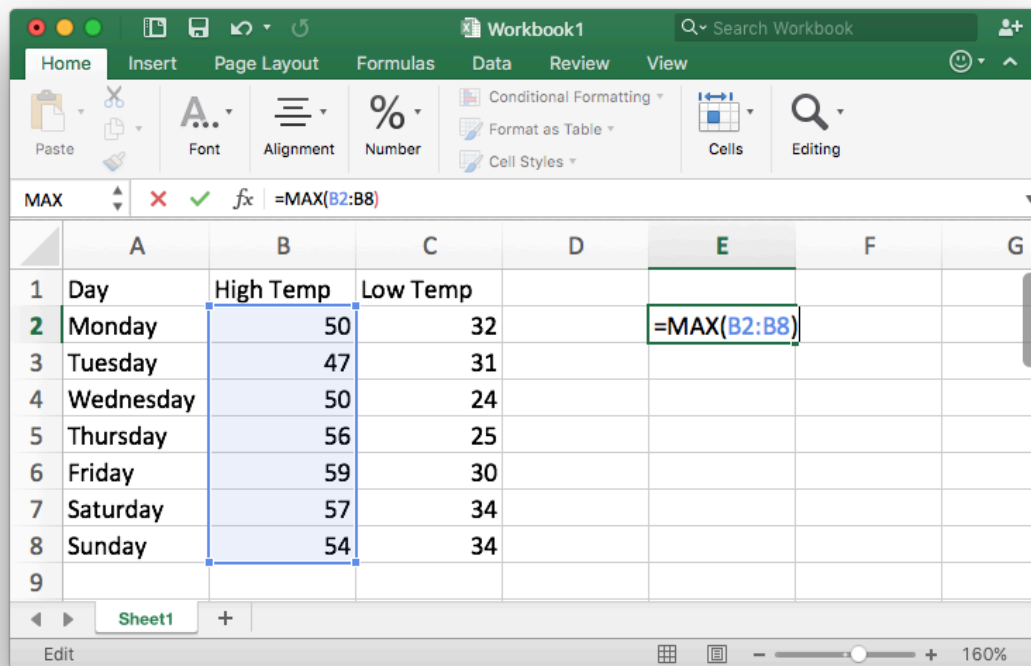 Workbook1
Search Workbook
Home Insert Page Layout Formulas Data Review View
Paste
A...
Font
Alignment
%
Number
Conditional Formatting
Format as Table
Cell Styles
Cells
Editing
MAX fx =MAX(B2:B8)
A B C D E F G
1 Day High Temp Low Temp
2 Monday 50 32 =MAX(B2:B8)
3 Tuesday 47 31
4 Wednesday 50 24
5 Thursday 56 25
6 Friday 59 30
7 Saturday 57 34
8 Sunday 54 34
9
Sheet1 +
Edit − + 160%